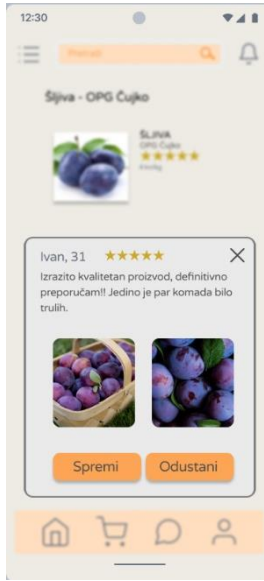 12:30
Pretraži
Šljiva - OPG Čujko
ŠLJIVA
OPG Čujko
Ivan, 31
Izrazito kvalitetan proizvod, definitivno
preporučam!! Jedino je par komada bilo
trulih.
Spremi
Odustani